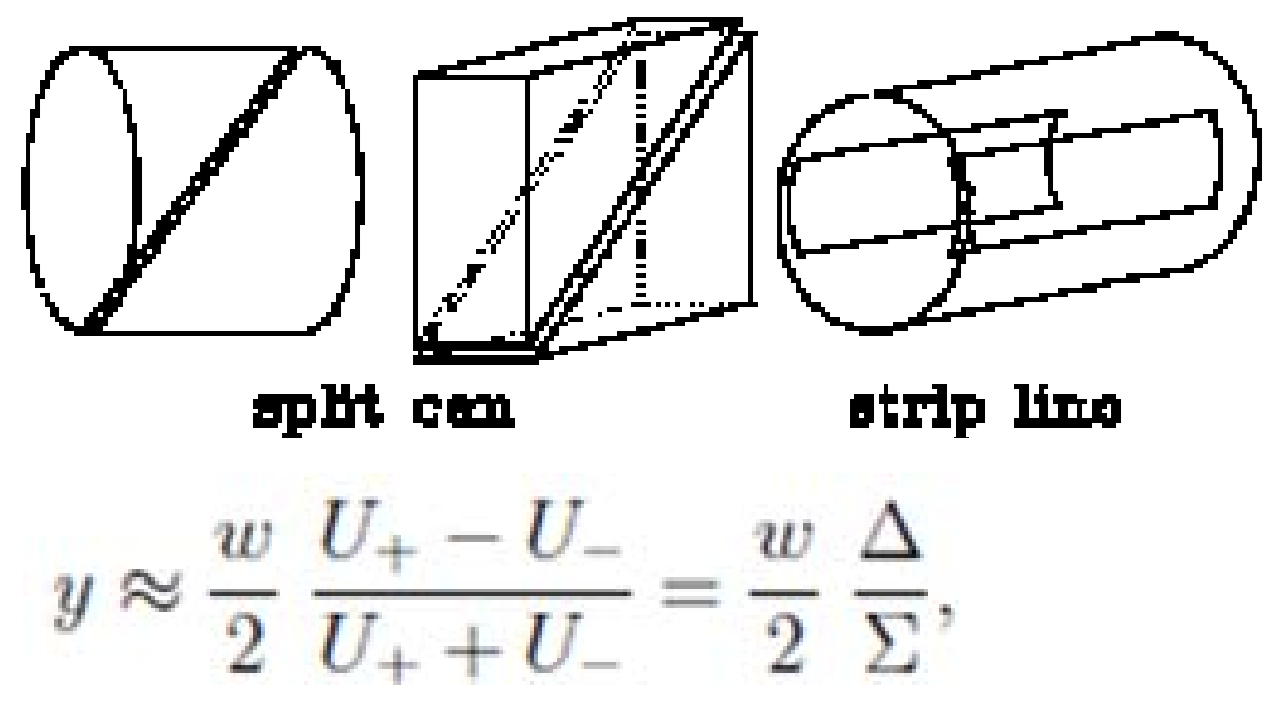 split can strip line
y ≈ w/2 (U₊ − U₋)/(U₊ + U₋) = w/2 Δ/Σ,